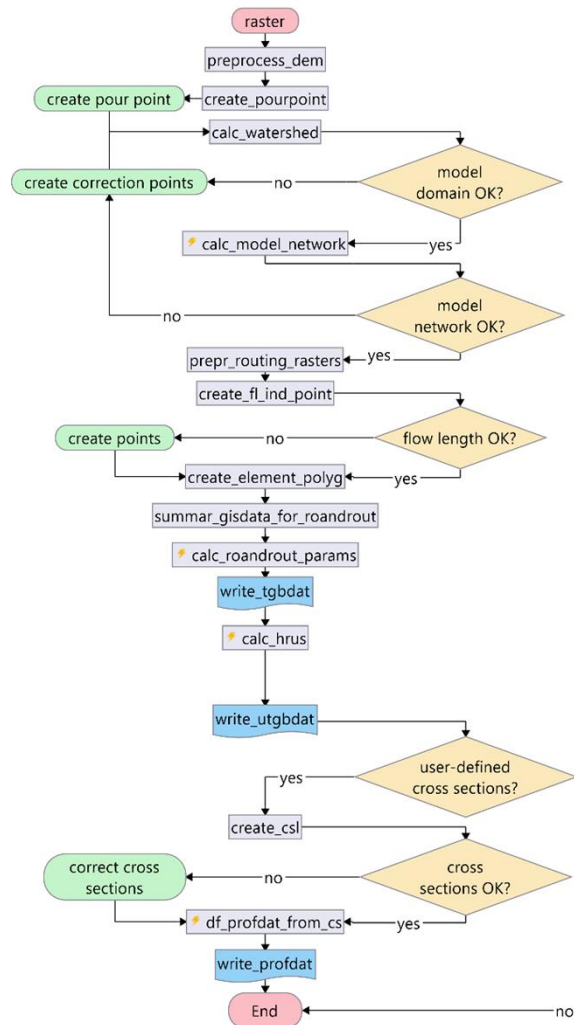 raster
preprocess_dem
create pour point
create_pourpoint
calc_watershed
create correction points
no
model
domain OK?
calc_model_network
yes
no
model
network OK?
prepr_routing_rasters
yes
create_fl_ind_point
create points
no
flow length OK?
create_element_polyg
yes
summar_gisdata_for_roandrout
calc_roandrout_params
write_tgbdat
calc_hrus
write_utgbdat
yes
user-defined
cross sections?
create_csl
correct cross
sections
no
cross
sections OK?
df_profdat_from_cs
yes
write_profdat
End
no